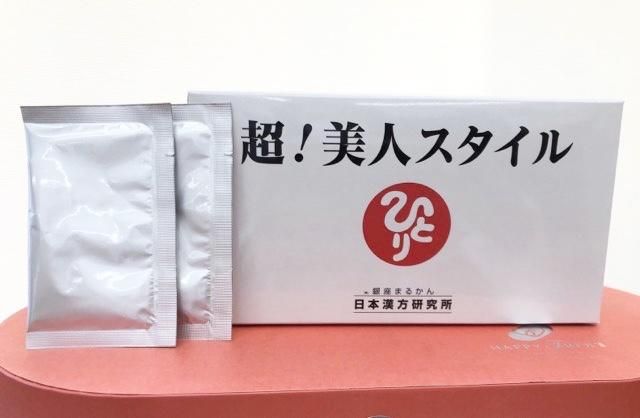 超！美人スタイル
ひとり
銀座まるかん
日本漢方研究所
HAPPY